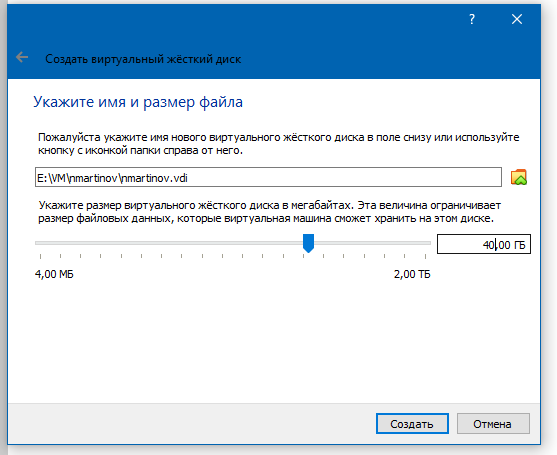 ?
Создать виртуальный жёсткий диск
Укажите имя и размер файла
Пожалуйста укажите имя нового виртуального жёсткого диска в поле снизу или используйте
кнопку с иконкой папки справа от него.
E:\VM\nmartinov\nmartinov.vdi
Укажите размер виртуального жёсткого диска в мегабайтах. Эта величина ограничивает
размер файловых данных, которые виртуальная машина сможет хранить на этом диске.
40,00 ГБ
4,00 МБ 2,00 ТБ
Создать Отмена